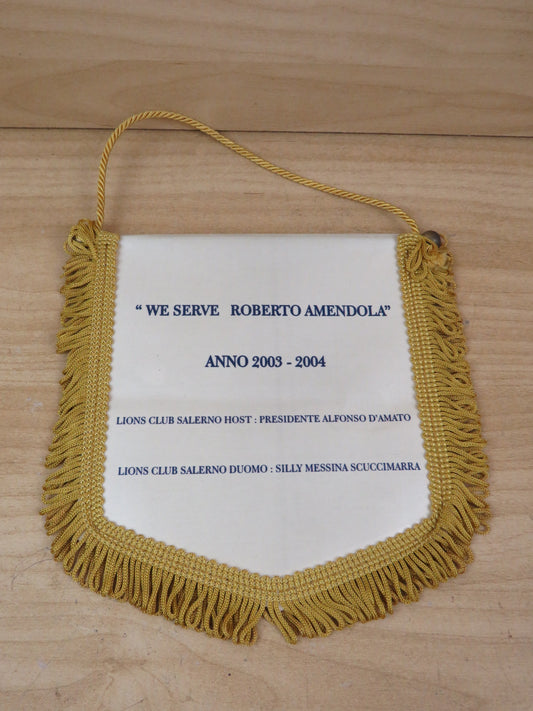 “ WE SERVE ROBERTO AMENDOLA”
ANNO 2003 - 2004
LIONS CLUB SALERNO HOST : PRESIDENTE ALFONSO D'AMATO
LIONS CLUB SALERNO DUOMO : SILLY MESSINA SCUCCIMARRA